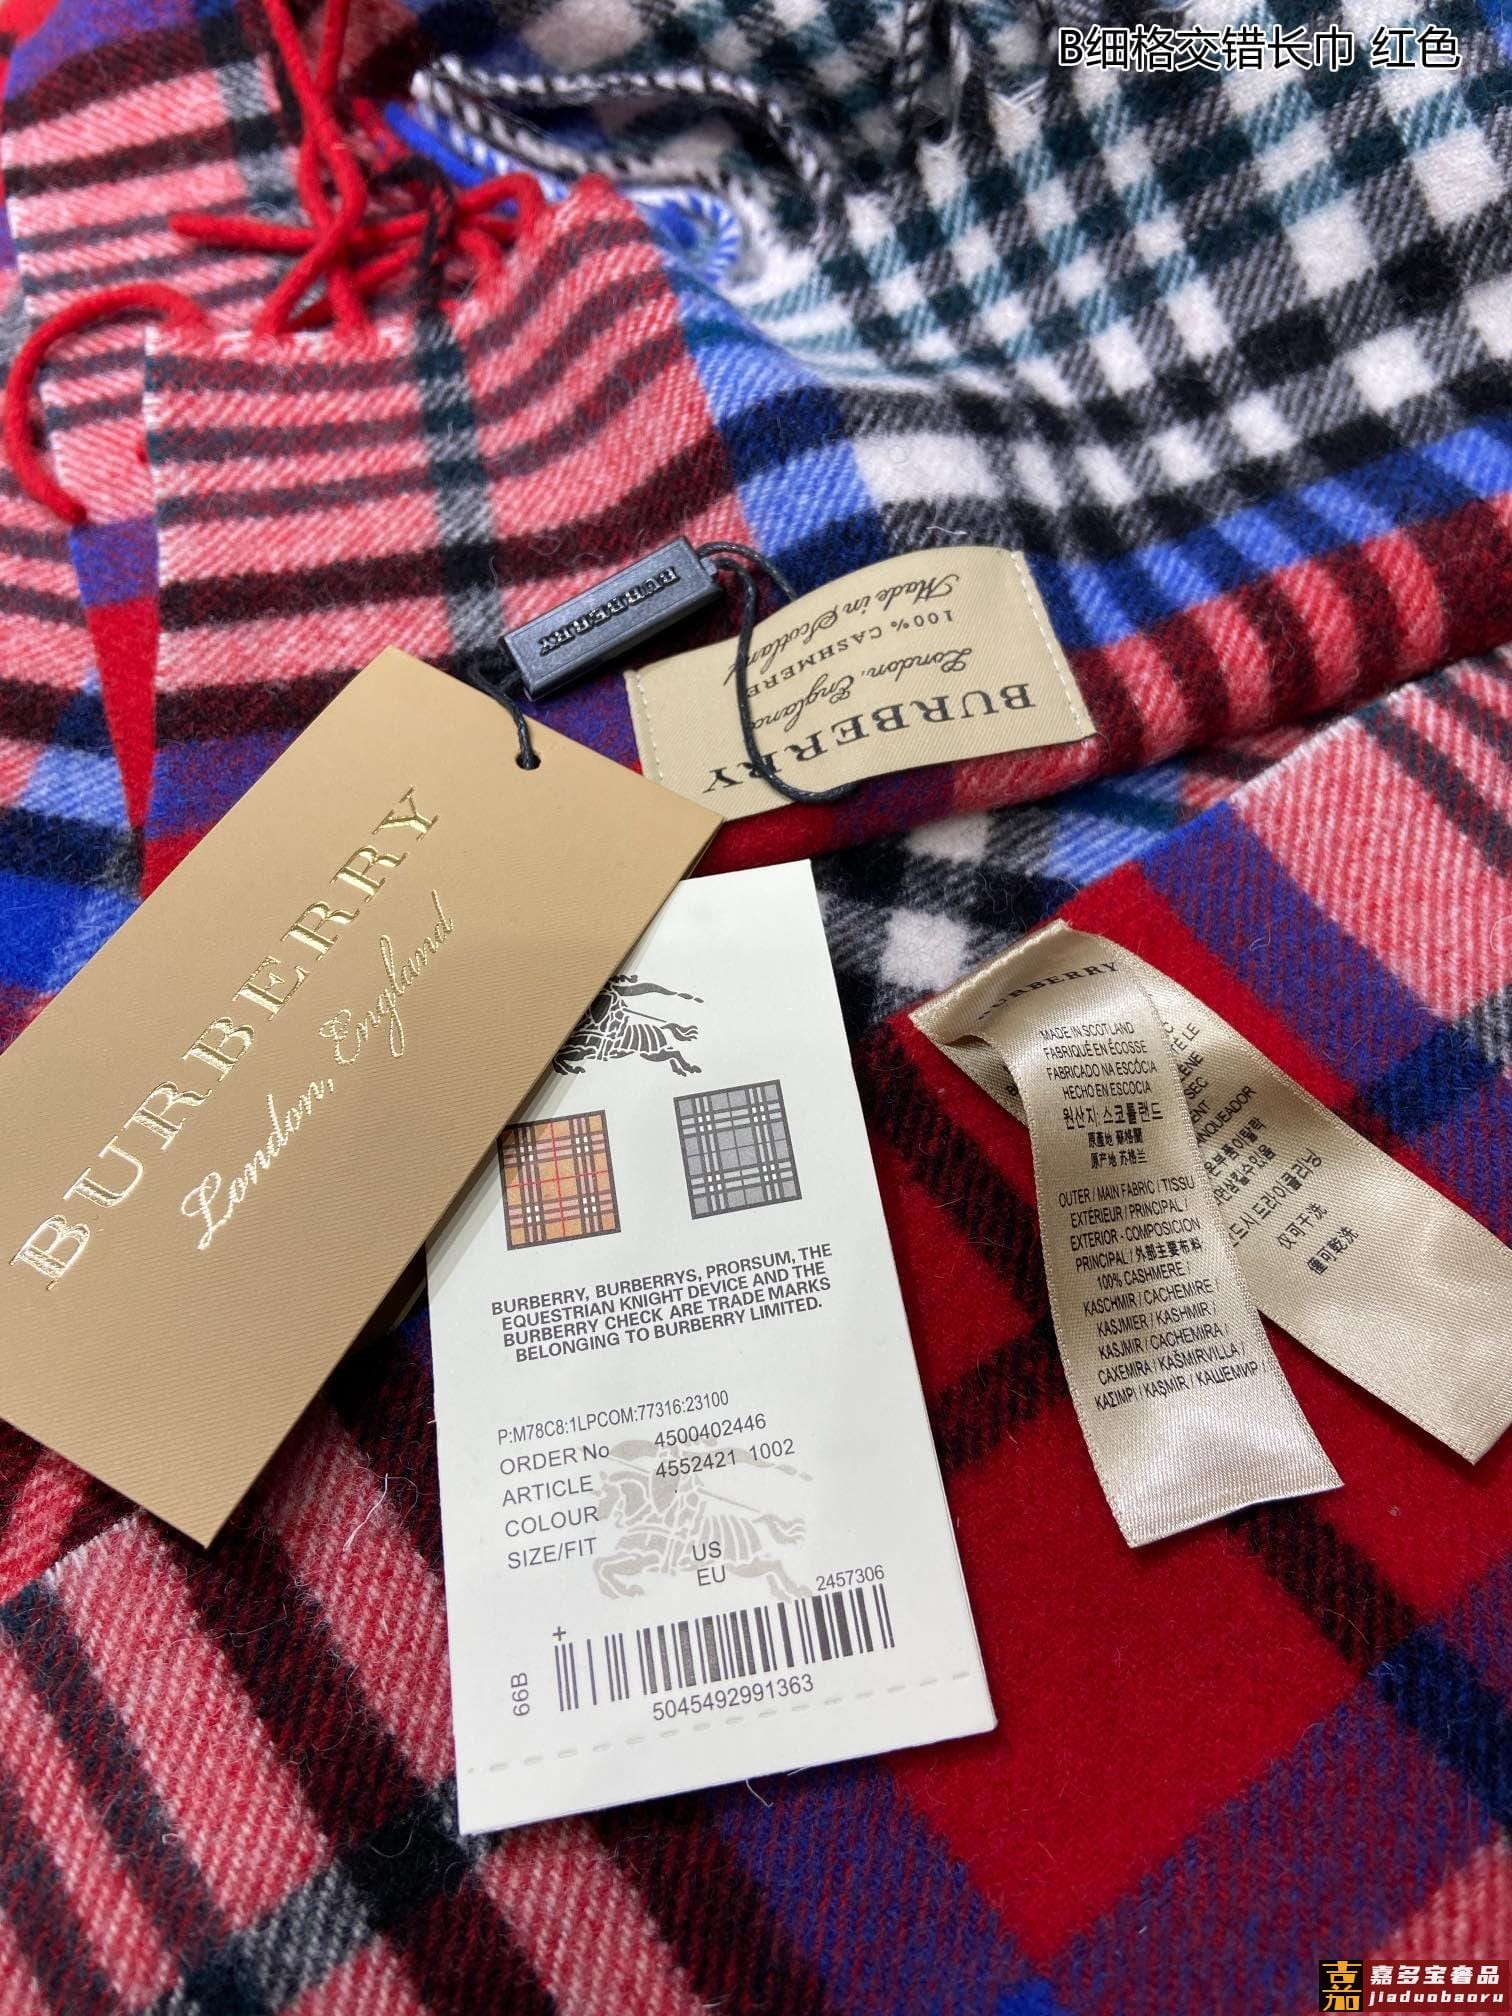 B细格交错长巾 红色
BURBERRY
BURBERRY
London, England
100% CASHMERE
Made in Scotland
BURBERRY
London, England
BURBERRY, BURBERRYS, PRORSUM, THE
EQUESTRIAN KNIGHT DEVICE AND THE
BURBERRY CHECK ARE TRADE MARKS
BELONGING TO BURBERRY LIMITED.
P:M78C8:1LPCOM:77316:23100
ORDER No 4500402446
ARTICLE 4552421 1002
COLOUR
SIZE/FIT US
EU
2457306
66B
5045492991363
BURBERRY
MADE IN SCOTLAND
FABRIQUÉ EN ÉCOSSE
FABRICADO NA ESCÓCIA
HECHO EN ESCOCIA
원산지: 스코틀랜드
原產地 蘇格蘭
原产地 苏格兰
OUTER / MAIN FABRIC / TISSU
EXTÉRIEUR / PRINCIPAL /
EXTERIOR - COMPOSICION
PRINCIPAL / 外部主要布料
100% CASHMERE /
KASCHMIR / CACHEMIRE /
KASJMIER / KASHMIR /
KASJMIR / CACHEMIRA /
CAXEMIRA / KAŠMIRVILLA /
ΚΑΣΙΜΙΡΙ / KAŞMİR / КАШЕМИР
仅可干洗
僅可乾洗
嘉多宝奢品
jiaduobaoru